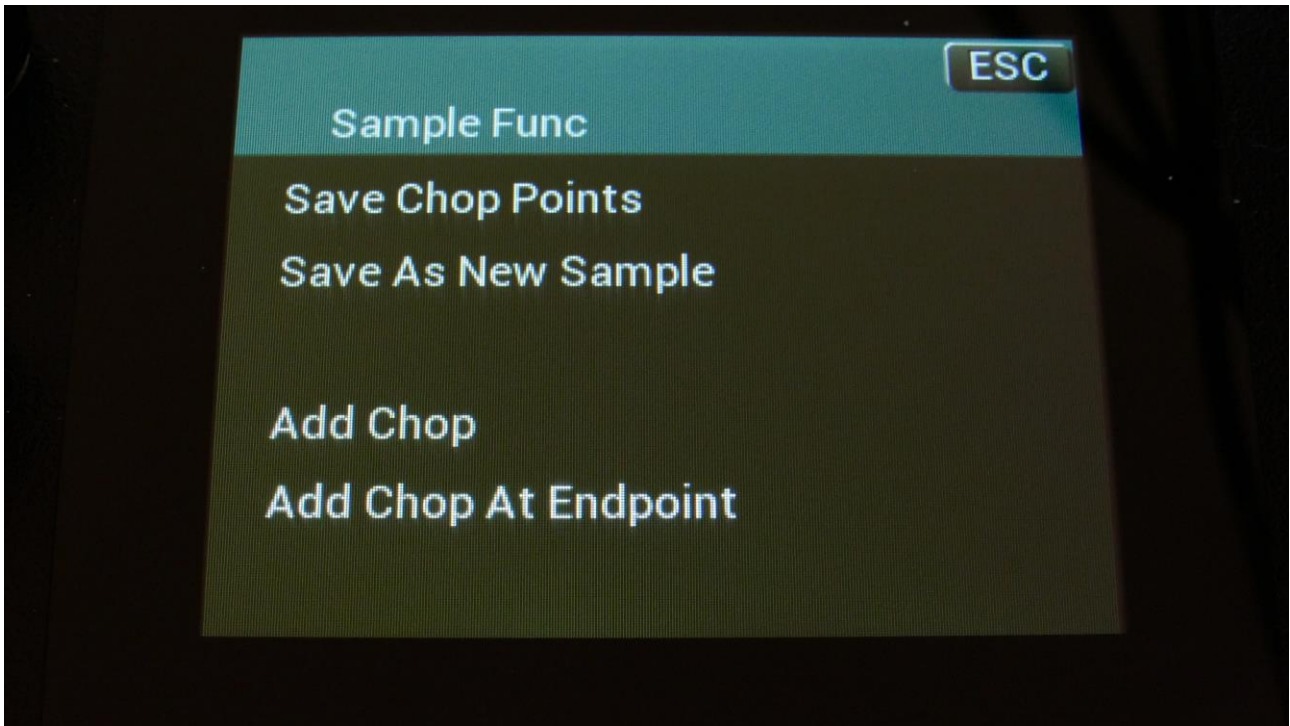 ESC
Sample Func
Save Chop Points
Save As New Sample
Add Chop
Add Chop At Endpoint